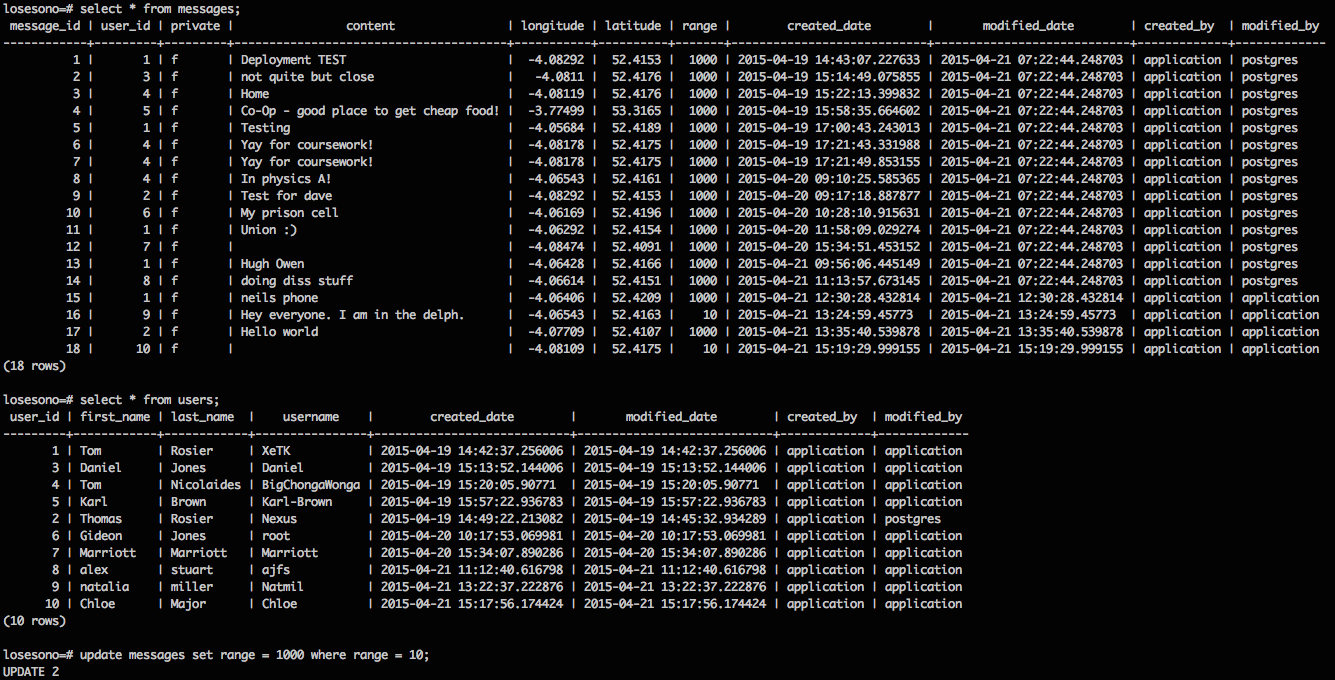 losesono=# select * from messages;
message_id | user_id | private | content | longitude | latitude | range | created_date | modified_date | created_by | modified_by
-----------+---------+---------+----------------------------------+-----------+----------+-------+------------------------+------------------------+-------------+-------------
1 | 1 | f | Deployment TEST | -4.08292 | 52.4153 | 1000 | 2015-04-19 14:43:07.227633 | 2015-04-21 07:22:44.248703 | application | postgres
2 | 3 | f | not quite but close | -4.0811 | 52.4176 | 1000 | 2015-04-19 15:14:49.075855 | 2015-04-21 07:22:44.248703 | application | postgres
3 | 4 | f | Home | -4.08119 | 52.4176 | 1000 | 2015-04-19 15:22:13.399832 | 2015-04-21 07:22:44.248703 | application | postgres
4 | 5 | f | Co-Op - good place to get cheap food! | -3.77499 | 53.3165 | 1000 | 2015-04-19 15:58:35.664602 | 2015-04-21 07:22:44.248703 | application | postgres
5 | 1 | f | Testing | -4.05684 | 52.4189 | 1000 | 2015-04-19 17:00:43.243013 | 2015-04-21 07:22:44.248703 | application | postgres
6 | 4 | f | Yay for coursework! | -4.08178 | 52.4175 | 1000 | 2015-04-19 17:21:43.331988 | 2015-04-21 07:22:44.248703 | application | postgres
7 | 4 | f | Yay for coursework! | -4.08178 | 52.4175 | 1000 | 2015-04-19 17:21:49.853155 | 2015-04-21 07:22:44.248703 | application | postgres
8 | 4 | f | In physics A! | -4.06543 | 52.4161 | 1000 | 2015-04-20 09:10:25.585365 | 2015-04-21 07:22:44.248703 | application | postgres
9 | 2 | f | Test for dave | -4.08292 | 52.4153 | 1000 | 2015-04-20 09:17:18.887877 | 2015-04-21 07:22:44.248703 | application | postgres
10 | 6 | f | My prison cell | -4.06169 | 52.4196 | 1000 | 2015-04-20 10:28:10.915631 | 2015-04-21 07:22:44.248703 | application | postgres
11 | 1 | f | Union :) | -4.06292 | 52.4154 | 1000 | 2015-04-20 11:58:09.029274 | 2015-04-21 07:22:44.248703 | application | postgres
12 | 7 | f | | -4.08474 | 52.4091 | 1000 | 2015-04-20 15:34:51.453152 | 2015-04-21 07:22:44.248703 | application | postgres
13 | 1 | f | Hugh Owen | -4.06428 | 52.4166 | 1000 | 2015-04-21 09:56:06.445149 | 2015-04-21 07:22:44.248703 | application | postgres
14 | 8 | f | doing diss stuff | -4.06614 | 52.4151 | 1000 | 2015-04-21 11:13:57.673145 | 2015-04-21 07:22:44.248703 | application | postgres
15 | 1 | f | neils phone | -4.06406 | 52.4209 | 1000 | 2015-04-21 12:30:28.432814 | 2015-04-21 12:30:28.432814 | application | application
16 | 9 | f | Hey everyone. I am in the delph. | -4.06543 | 52.4163 | 10 | 2015-04-21 13:24:59.45773 | 2015-04-21 13:24:59.45773 | application | application
17 | 2 | f | Hello world | -4.07709 | 52.4107 | 1000 | 2015-04-21 13:35:40.539878 | 2015-04-21 13:35:40.539878 | application | application
18 | 10 | f | | -4.08109 | 52.4175 | 10 | 2015-04-21 15:19:29.999155 | 2015-04-21 15:19:29.999155 | application | application
(18 rows)
losesono=# select * from users;
user_id | first_name | last_name | username | created_date | modified_date | created_by | modified_by
--------+------------+-----------+---------------+----------------------------+----------------------------+-------------+-------------
1 | Tom | Rosier | XeTK | 2015-04-19 14:42:37.256006 | 2015-04-19 14:42:37.256006 | application | application
3 | Daniel | Jones | Daniel | 2015-04-19 15:13:52.144006 | 2015-04-19 15:13:52.144006 | application | application
4 | Tom | Nicolaides | BigChongaWonga | 2015-04-19 15:20:05.90771 | 2015-04-19 15:20:05.90771 | application | application
5 | Karl | Brown | Karl-Brown | 2015-04-19 15:57:22.936783 | 2015-04-19 15:57:22.936783 | application | application
2 | Thomas | Rosier | Nexus | 2015-04-19 14:49:22.213082 | 2015-04-19 14:45:32.934289 | application | postgres
6 | Gideon | Jones | root | 2015-04-20 10:17:53.069981 | 2015-04-20 10:17:53.069981 | application | application
7 | Marriott | Marriott | Marriott | 2015-04-20 15:34:07.890286 | 2015-04-20 15:34:07.890286 | application | application
8 | alex | stuart | ajfs | 2015-04-21 11:12:40.616798 | 2015-04-21 11:12:40.616798 | application | application
9 | natalia | miller | Natmil | 2015-04-21 13:22:37.222876 | 2015-04-21 13:22:37.222876 | application | application
10 | Chloe | Major | Chloe | 2015-04-21 15:17:56.174424 | 2015-04-21 15:17:56.174424 | application | application
(10 rows)
losesono=# update messages set range = 1000 where range = 10;
UPDATE 2